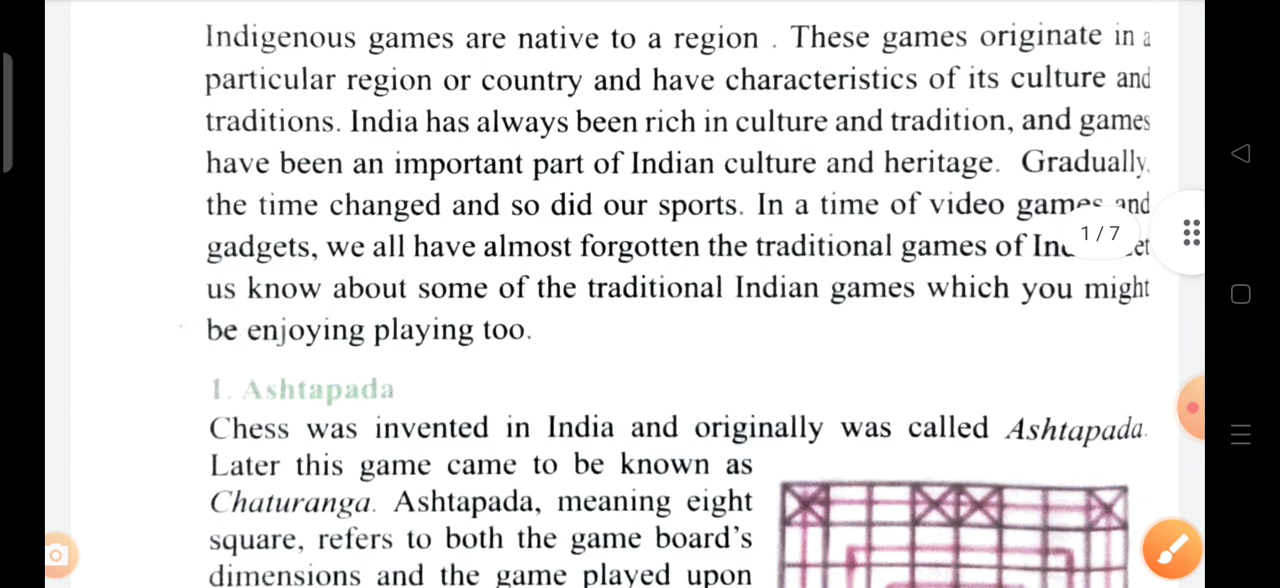 Indigenous games are native to a region . These games originate in a
particular region or country and have characteristics of its culture and
traditions. India has always been rich in culture and tradition, and games
have been an important part of Indian culture and heritage. Gradually,
the time changed and so did our sports. In a time of video games and
1 / 7
gadgets, we all have almost forgotten the traditional games of
us know about some of the traditional Indian games which you might
be enjoying playing too.
1. Ashtapada
Chess was invented in India and originally was called Ashtapada.
Later this game came to be known as
Chaturanga. Ashtapada, meaning eight
square, refers to both the game board's
dimensions and the game played upon